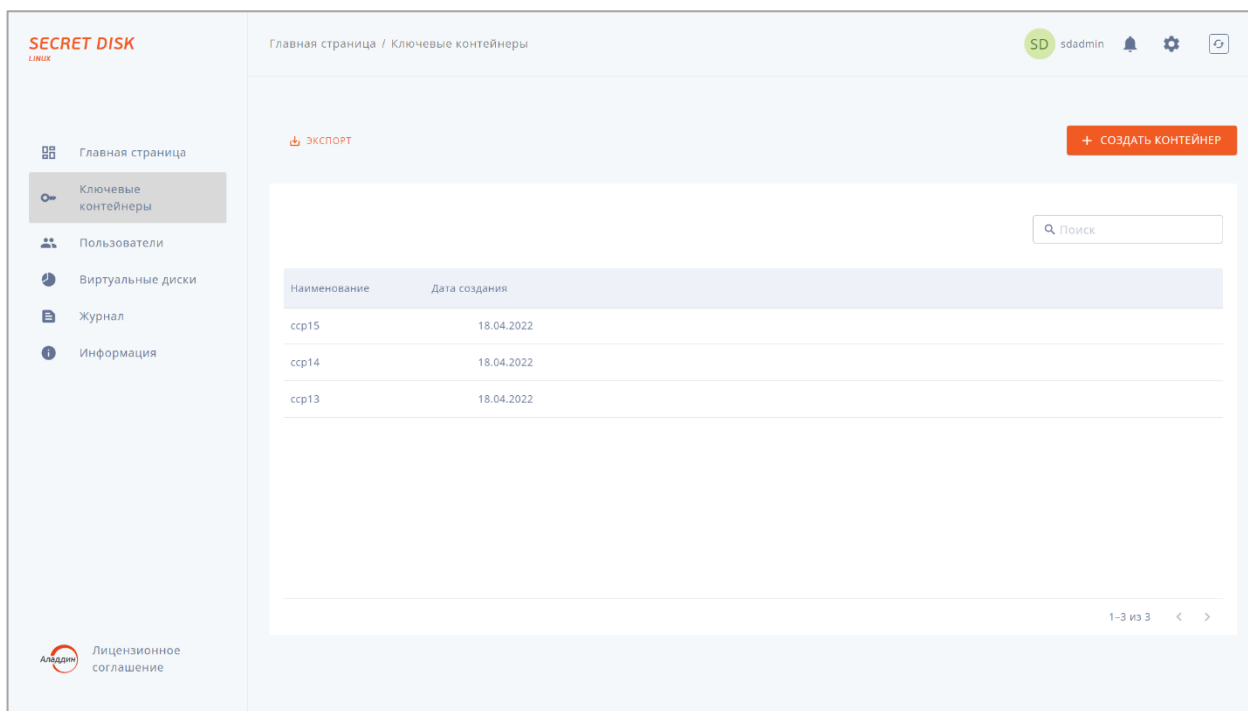 SECRET DISK
LINUX
Главная страница / Ключевые контейнеры
SD sdadmin
ЭКСПОРТ
+ СОЗДАТЬ КОНТЕЙНЕР
Главная страница
Ключевые
контейнеры
Пользователи
Виртуальные диски
Журнал
Информация
Поиск
Наименование Дата создания
ccp15 18.04.2022
ccp14 18.04.2022
ccp13 18.04.2022
1–3 из 3
Аладдин
Лицензионное
соглашение